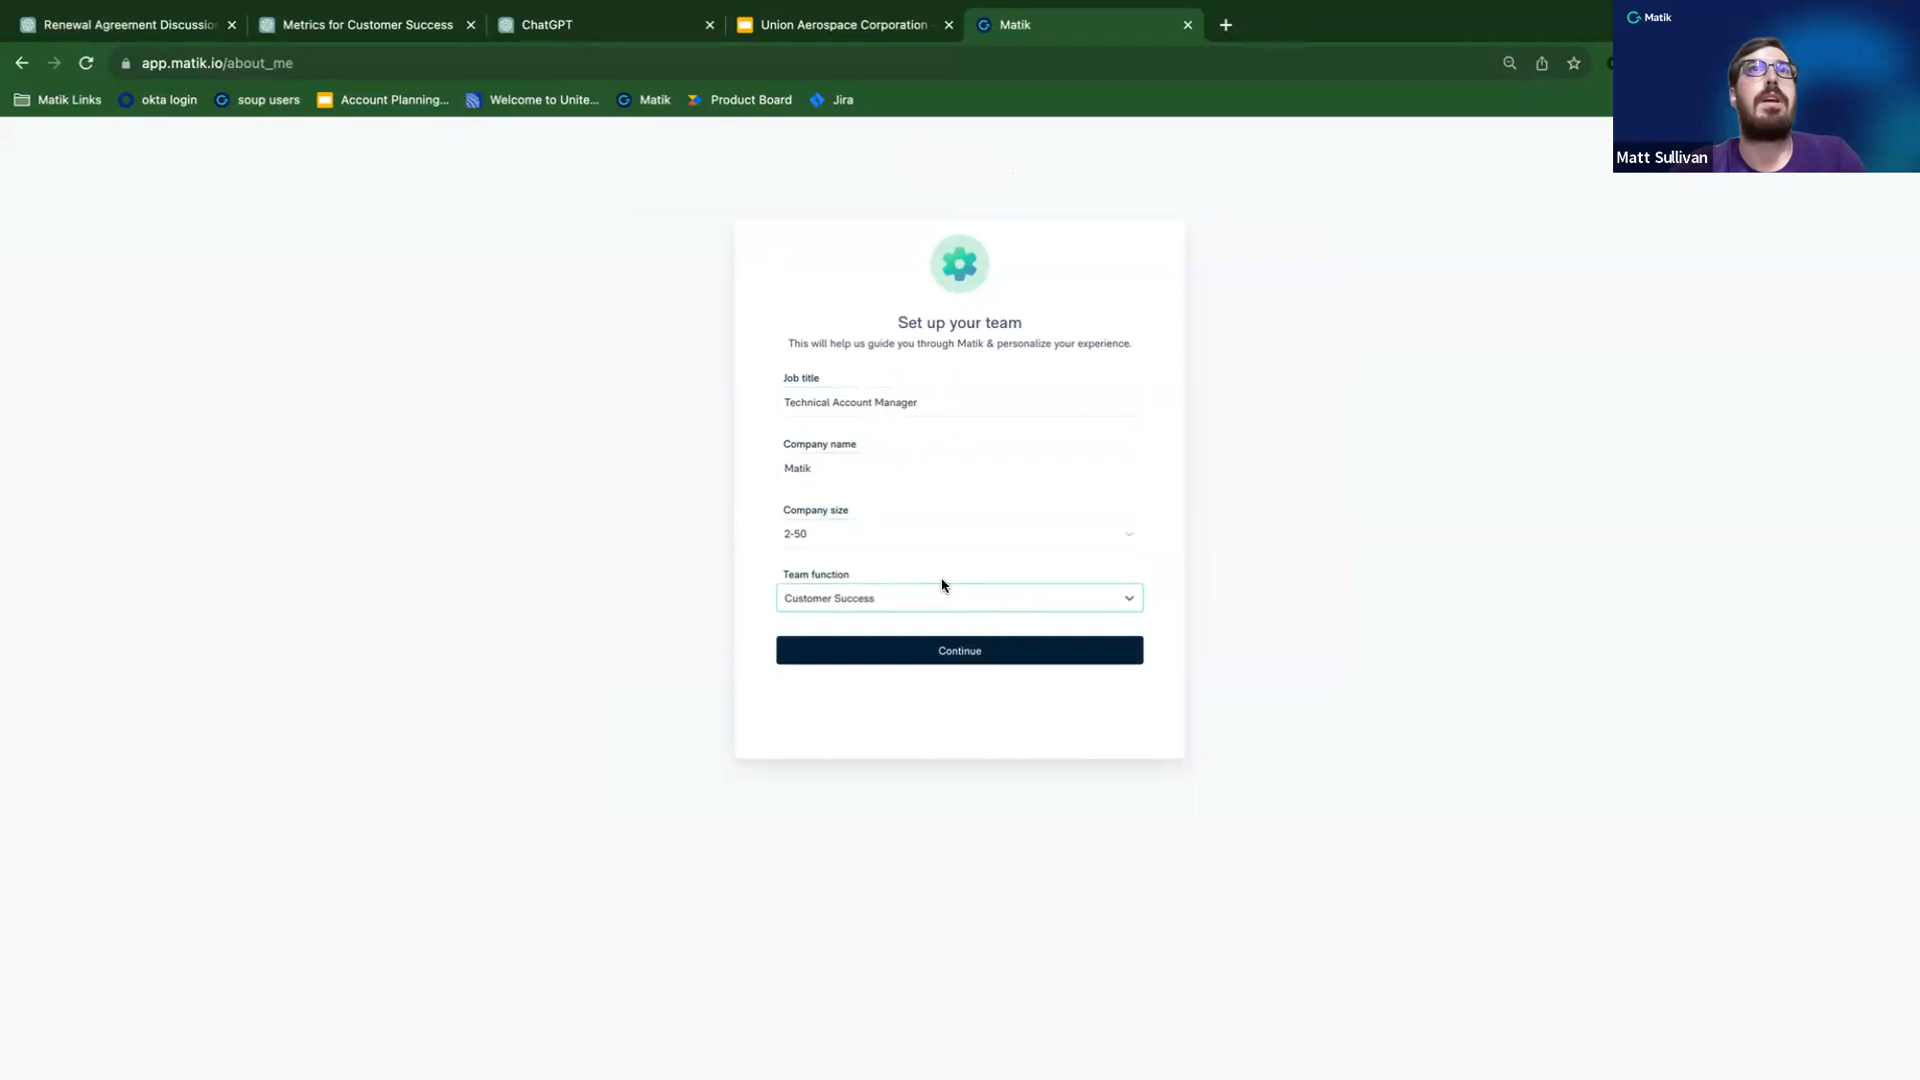 Renewal Agreement Discussio
Metrics for Customer Success
ChatGPT
Union Aerospace Corporation
Matik
app.matik.io/about_me
Matik Links
okta login
soup users
Account Planning...
Welcome to Unite...
Matik
Product Board
Jira
Matik
Matt Sullivan
Set up your team
This will help us guide you through Matik & personalize your experience.
Job title
Technical Account Manager
Company name
Matik
Company size
2-50
Team function
Customer Success
Continue